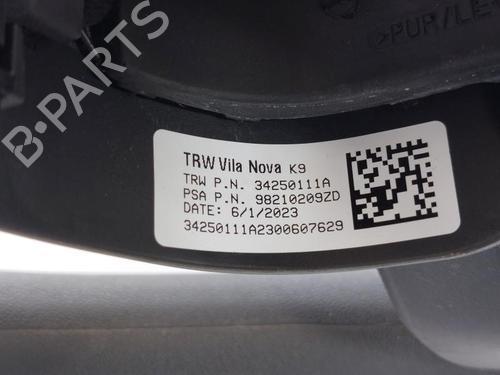 >PUR/LE
B-PARTS
TRW Vila Nova K9
TRW P.N. 34250111A
PSA P.N. 98210209ZD
DATE: 6/1/2023
34250111A2300607629